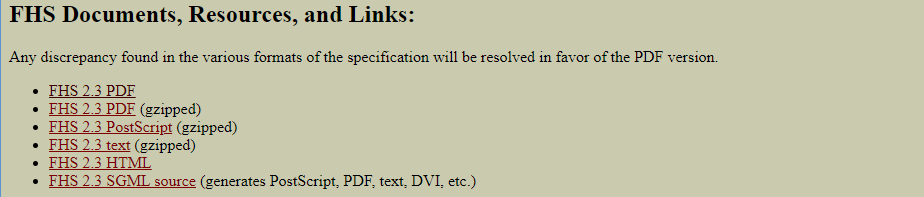 FHS Documents, Resources, and Links:
Any discrepancy found in the various formats of the specification will be resolved in favor of the PDF version.
• FHS 2.3 PDF
• FHS 2.3 PDF (gzipped)
• FHS 2.3 PostScript (gzipped)
• FHS 2.3 text (gzipped)
• FHS 2.3 HTML
• FHS 2.3 SGML source (generates PostScript, PDF, text, DVI, etc.)